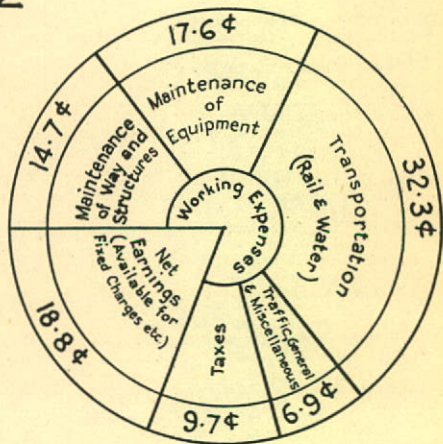 17.6¢
Maintenance
of
Equipment
32.3¢
Transportation
(Rail & Water)
6.9¢
Traffic, General
& Miscellaneous
9.7¢
Taxes
18.8¢
Net
Earnings
(Available for
Fixed Charges etc)
14.7¢
Maintenance
of Way and
Structures
Working Expenses